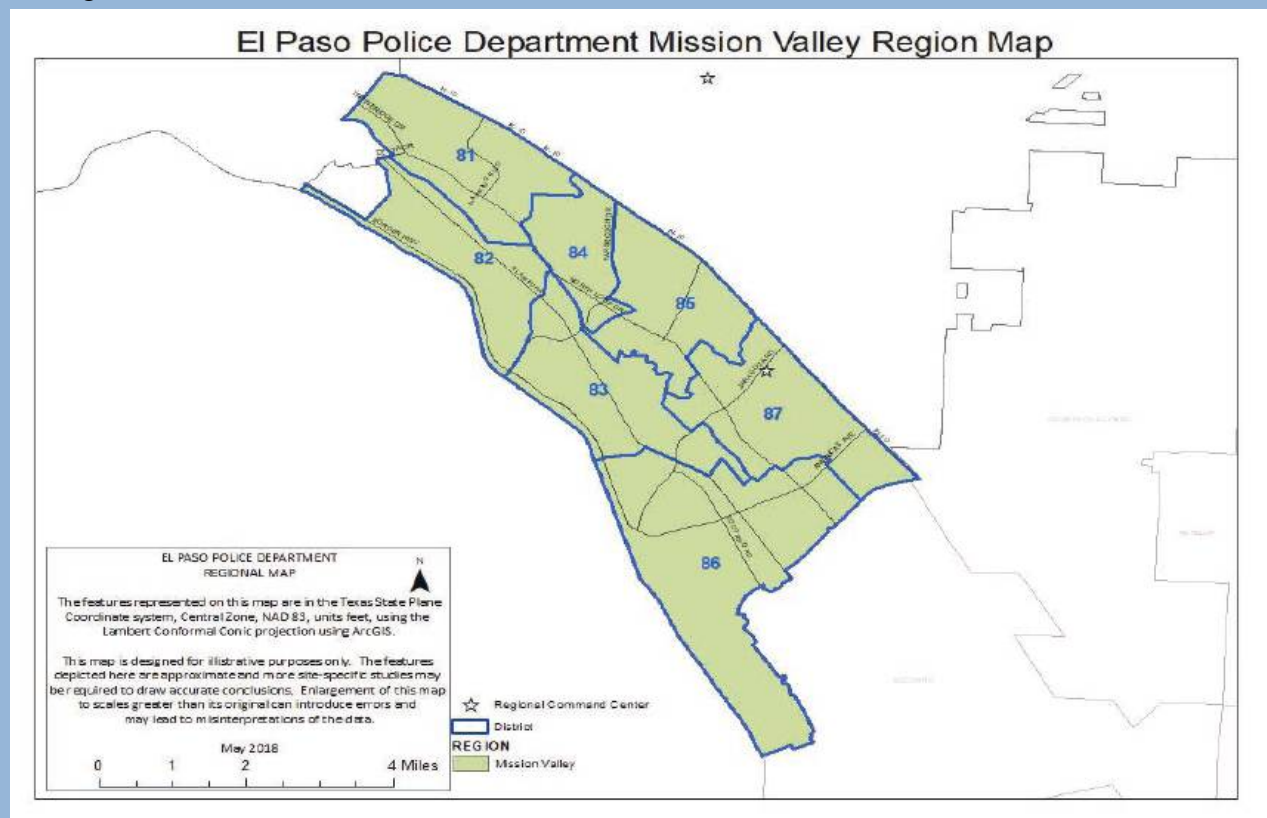 El Paso Police Department Mission Valley Region Map
81
82
84
85
83
87
86
EL PASO POLICE DEPARTMENT
REGIONAL MAP
N
The features represented on this map are in the Texas State Plane
Coordinate system, Central Zone, NAD 83, units feet, using the
Lambert Conformal Conic projection using ArcGIS.
This map is designed for illustrative purposes only. The features
depicted here are approximate and more site-specific studies may
be required to draw accurate conclusions. Enlargement of this map
to scales greater than its original can introduce errors and
may lead to misinterpretations of the data.
May 2018
0 1 2 4 Miles
Regional Command Center
District
REGION
Mission Valley